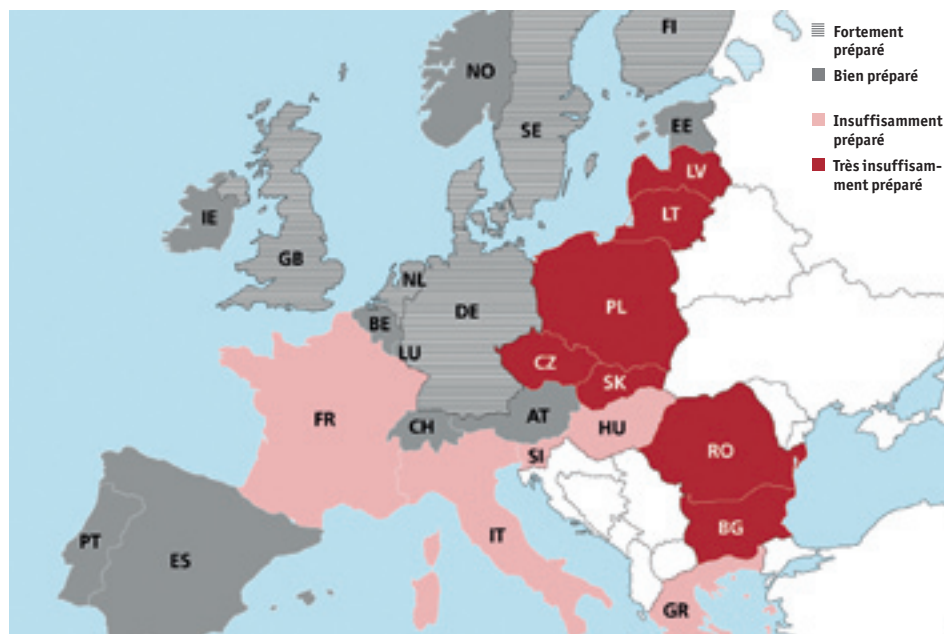 FI
NO
SE
EE
LV
LT
IE
GB
NL
DE
PL
BE
LU
CZ
SK
FR
CH
AT
HU
SI
RO
BG
IT
PT
ES
GR
Fortement
préparé
Bien préparé
Insuffisamment
préparé
Très insuffisam-
ment préparé